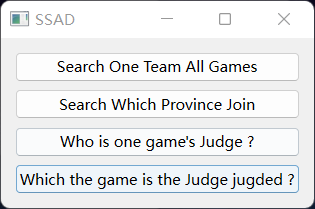 SSAD
Search One Team All Games
Search Which Province Join
Who is one game's Judge ?
Which the game is the Judge jugded ?